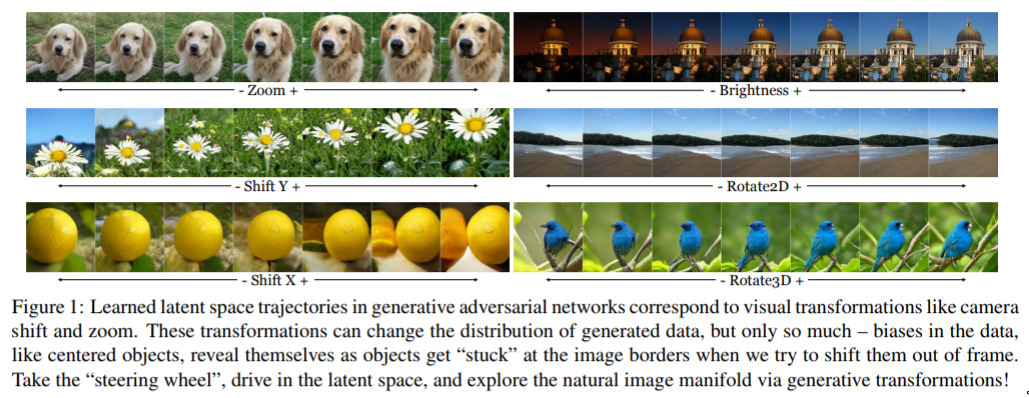 - Zoom +
- Brightness +
- Shift Y +
- Rotate2D +
- Shift X +
- Rotate3D +
Figure 1: Learned latent space trajectories in generative adversarial networks correspond to visual transformations like camera
shift and zoom. These transformations can change the distribution of generated data, but only so much – biases in the data,
like centered objects, reveal themselves as objects get “stuck” at the image borders when we try to shift them out of frame.
Take the “steering wheel”, drive in the latent space, and explore the natural image manifold via generative transformations!